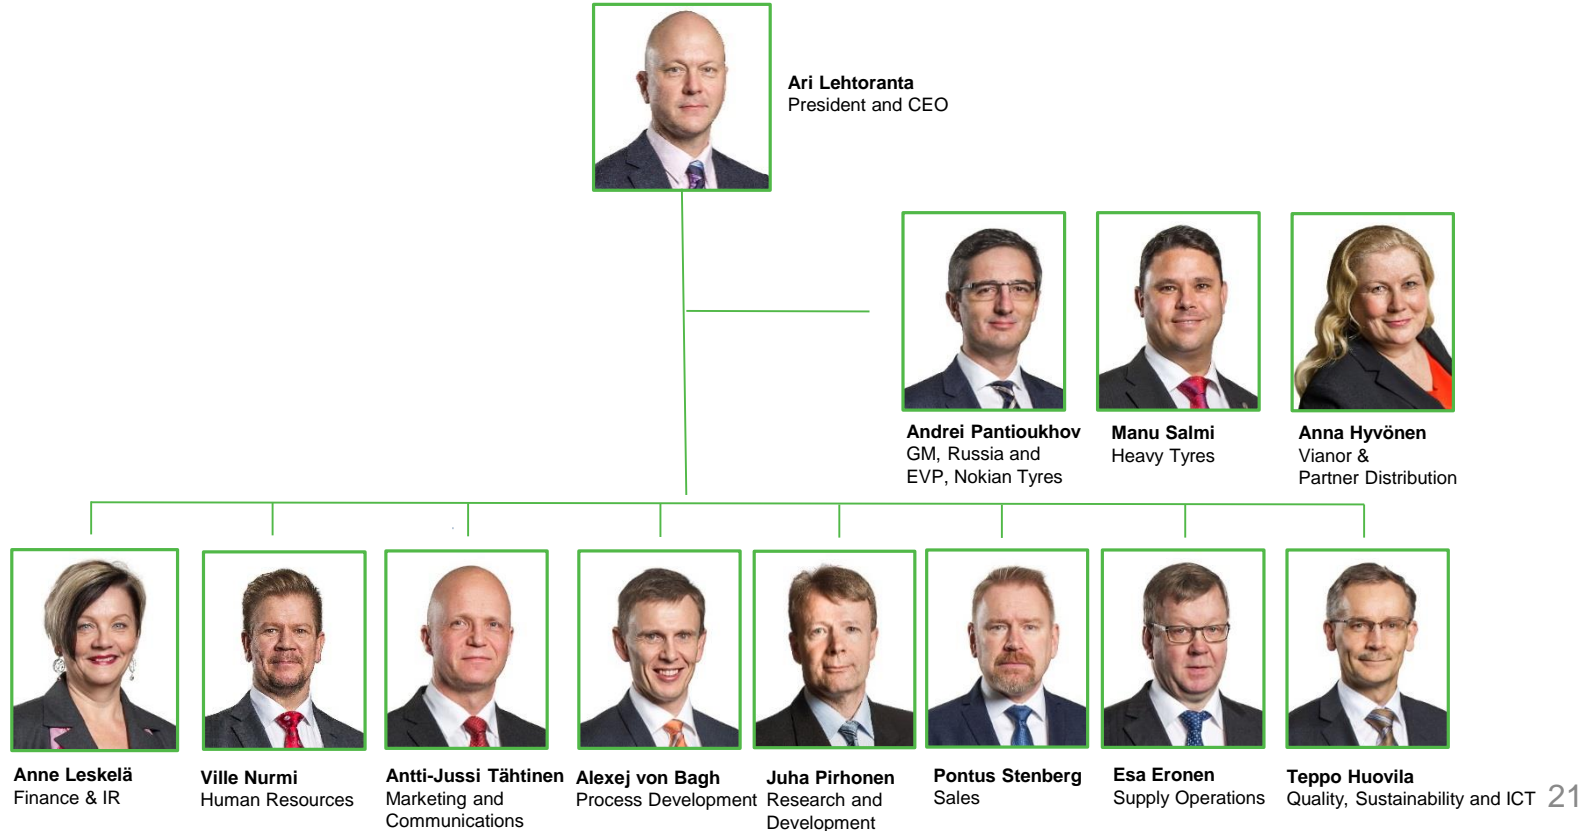 Ari Lehtoranta
President and CEO
Andrei Pantioukhov
GM, Russia and
EVP, Nokian Tyres
Manu Salmi
Heavy Tyres
Anna Hyvönen
Vianor &
Partner Distribution
Anne Leskelä
Finance & IR
Ville Nurmi
Human Resources
Antti-Jussi Tähtinen
Marketing and
Communications
Alexej von Bagh
Process Development
Juha Pirhonen
Research and
Development
Pontus Stenberg
Sales
Esa Eronen
Supply Operations
Teppo Huovila
Quality, Sustainability and ICT
21